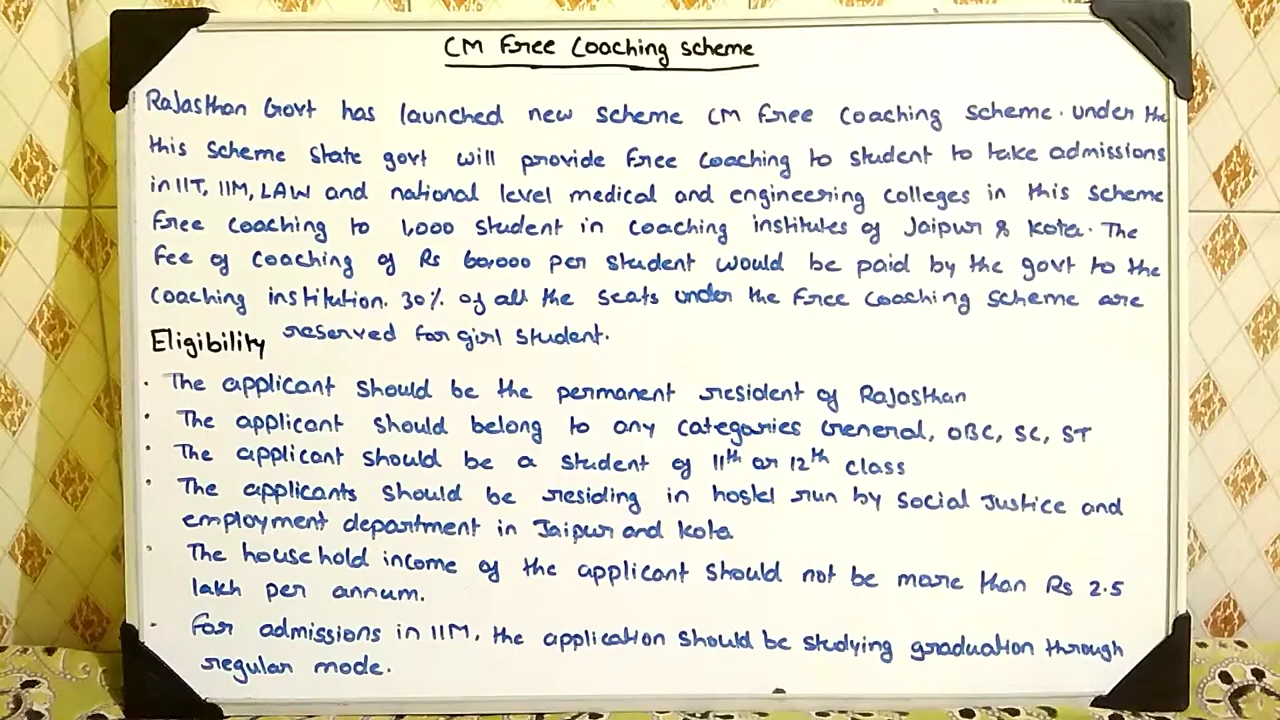 CM Free Coaching scheme
Rajasthan Govt has launched new scheme CM Free Coaching scheme. under the
this scheme state govt will provide free coaching to student to take admissions
in IIT, IIM, LAW and national level medical and engineering colleges in this scheme
free coaching to 1,000 student in coaching institutes of Jaipur & Kota. The
fee of coaching of Rs 60,000 per student would be paid by the govt to the
coaching institution. 30% of all the seats under the free coaching scheme are
reserved for girl student.
Eligibility
• The applicant should be the permanent resident of Rajasthan
• The applicant should belong to any categories General, OBC, SC, ST
• The applicant should be a student of 11th or 12th class
• The applicants should be residing in hostel run by social Justice and
employment department in Jaipur and Kota
• The household income of the applicant should not be more than Rs 2.5
lakh per annum.
• For admissions in IIM, the application should be studying graduation through
regular mode.